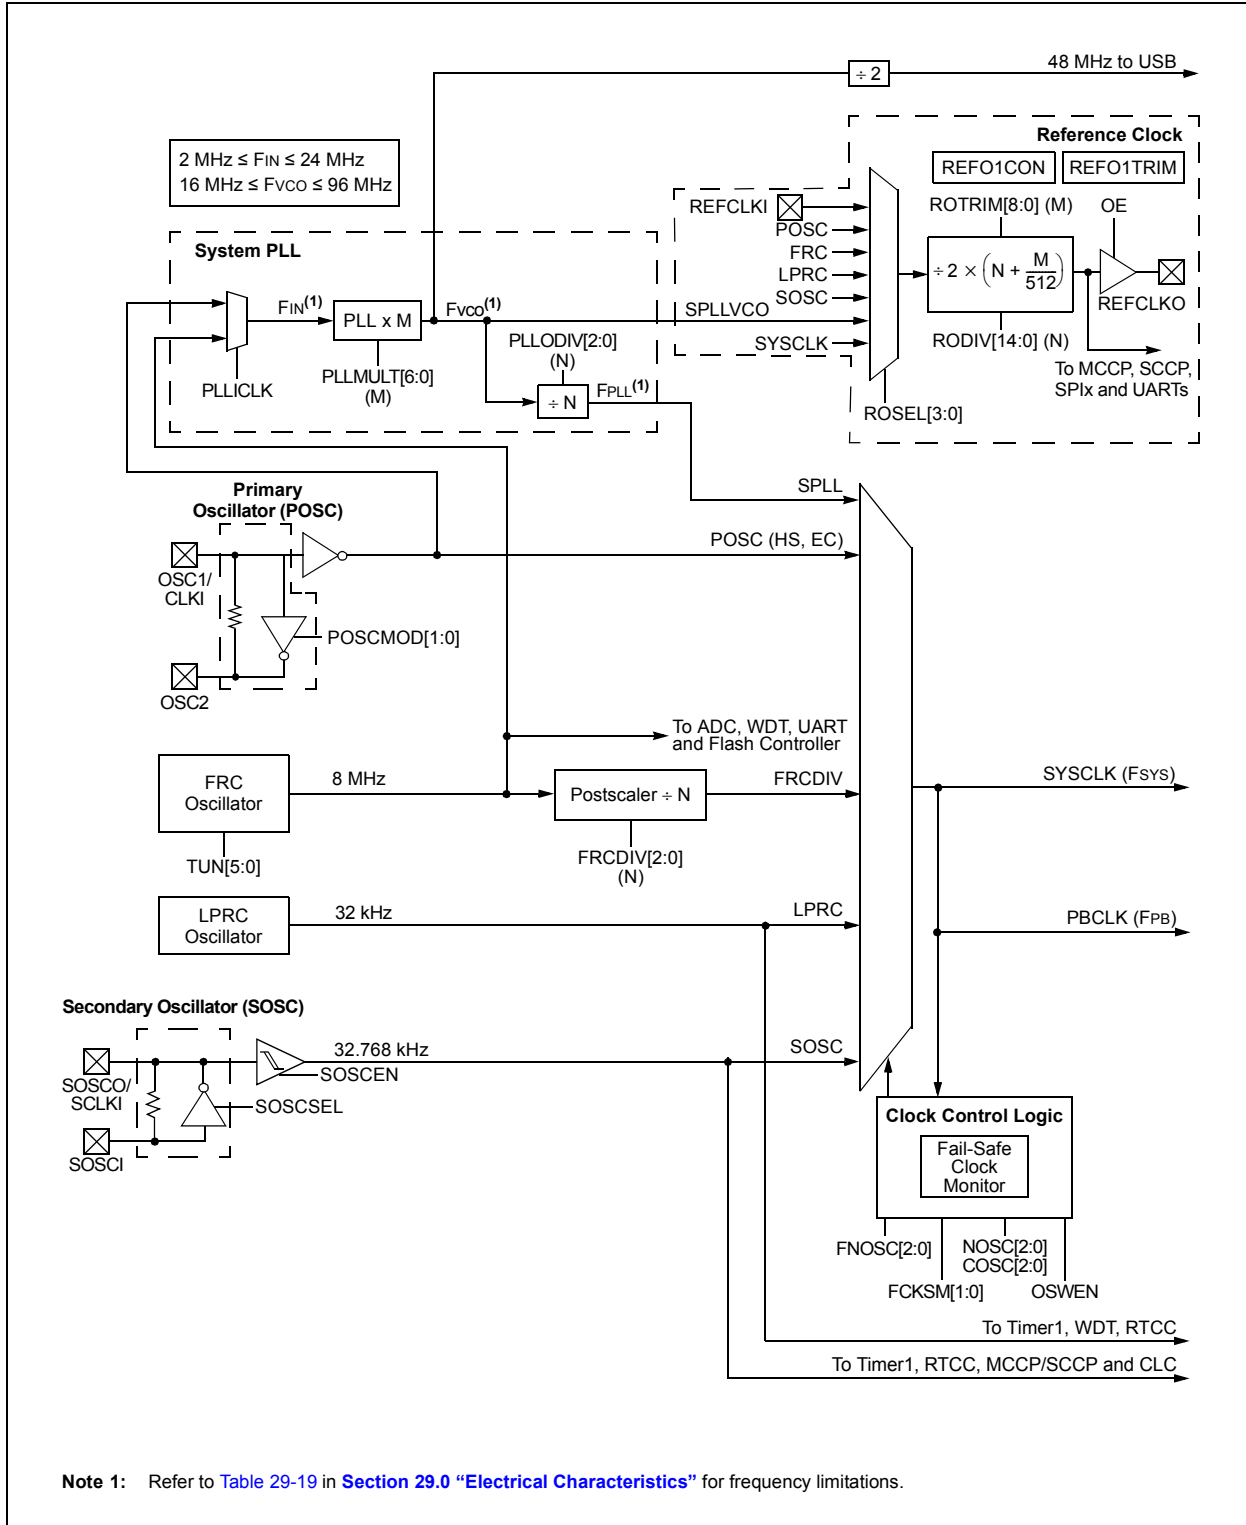 ÷ 2
48 MHz to USB
2 MHz ≤ FIN ≤ 24 MHz
16 MHz ≤ FVCO ≤ 96 MHz
Reference Clock
REFO1CON
REFO1TRIM
REFCLKI
POSC
FRC
LPRC
SOSC
SPLLVCO
SYSCLK
ROTRIM[8:0] (M)
OE
÷ 2 × (N + M/512)
REFCLKO
RODIV[14:0] (N)
To MCCP, SCCP,
SPIx and UARTs
ROSEL[3:0]
System PLL
FIN(1)
PLL x M
FVCO(1)
PLLICLK
PLLMULT[6:0]
(M)
PLLODIV[2:0]
(N)
÷ N
FPLL(1)
SPLL
Primary
Oscillator (POSC)
POSC (HS, EC)
OSC1/
CLKI
POSCMOD[1:0]
OSC2
To ADC, WDT, UART
and Flash Controller
FRC
Oscillator
8 MHz
Postscaler ÷ N
FRCDIV
SYSCLK (FSYS)
TUN[5:0]
FRCDIV[2:0]
(N)
LPRC
Oscillator
32 kHz
LPRC
PBCLK (FPB)
Secondary Oscillator (SOSC)
32.768 kHz
SOSC
SOSCO/
SCLKI
SOSCEN
SOSCSEL
SOSCI
Clock Control Logic
Fail-Safe
Clock
Monitor
FNOSC[2:0]
NOSC[2:0]
COSC[2:0]
FCKSM[1:0]
OSWEN
To Timer1, WDT, RTCC
To Timer1, RTCC, MCCP/SCCP and CLC
Note 1: Refer to Table 29-19 in Section 29.0 “Electrical Characteristics” for frequency limitations.